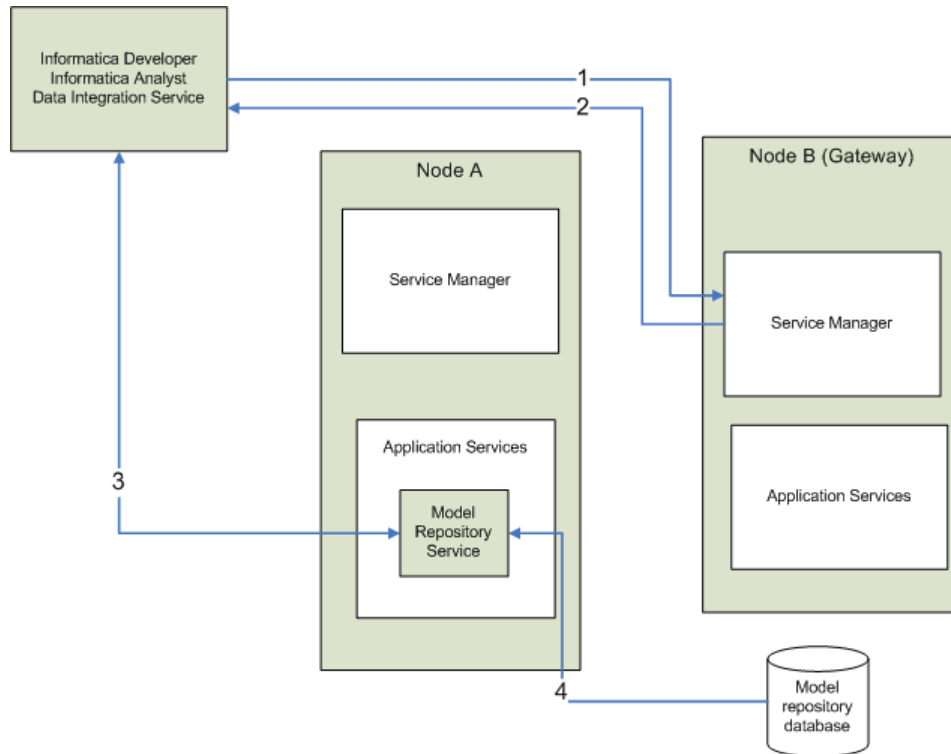 Informatica Developer
Informatica Analyst
Data Integration Service
1
2
Node A
Service Manager
Application Services
Model
Repository
Service
3
4
Node B (Gateway)
Service Manager
Application Services
Model
repository
database